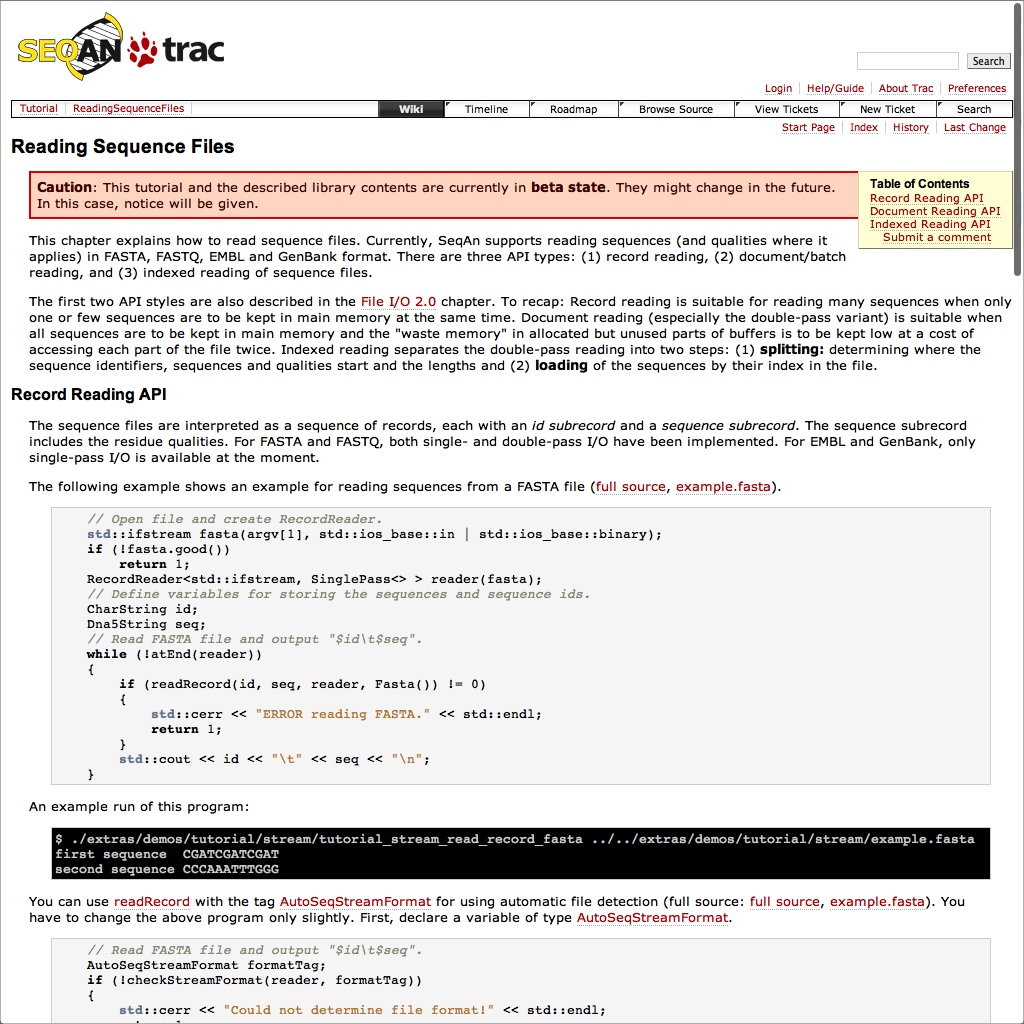 SEQAN trac
Search
Login Help/Guide About Trac Preferences
Tutorial ReadingSequenceFiles Wiki Timeline Roadmap Browse Source View Tickets New Ticket Search
Start Page Index History Last Change
Reading Sequence Files
Caution: This tutorial and the described library contents are currently in beta state. They might change in the future.
In this case, notice will be given.
Table of Contents
Record Reading API
Document Reading API
Indexed Reading API
Submit a comment
This chapter explains how to read sequence files. Currently, SeqAn supports reading sequences (and qualities where it
applies) in FASTA, FASTQ, EMBL and GenBank format. There are three API types: (1) record reading, (2) document/batch
reading, and (3) indexed reading of sequence files.
The first two API styles are also described in the File I/O 2.0 chapter. To recap: Record reading is suitable for reading many sequences when only
one or few sequences are to be kept in main memory at the same time. Document reading (especially the double-pass variant) is suitable when
all sequences are to be kept in main memory and the "waste memory" in allocated but unused parts of buffers is to be kept low at a cost of
accessing each part of the file twice. Indexed reading separates the double-pass reading into two steps: (1) splitting: determining where the
sequence identifiers, sequences and qualities start and the lengths and (2) loading of the sequences by their index in the file.
Record Reading API
The sequence files are interpreted as a sequence of records, each with an id subrecord and a sequence subrecord. The sequence subrecord
includes the residue qualities. For FASTA and FASTQ, both single- and double-pass I/O have been implemented. For EMBL and GenBank, only
single-pass I/O is available at the moment.
The following example shows an example for reading sequences from a FASTA file (full source, example.fasta).
// Open file and create RecordReader.
std::ifstream fasta(argv[1], std::ios_base::in | std::ios_base::binary);
if (!fasta.good())
return 1;
RecordReader<std::ifstream, SinglePass<> > reader(fasta);
// Define variables for storing the sequences and sequence ids.
CharString id;
Dna5String seq;
// Read FASTA file and output "$id\t$seq".
while (!atEnd(reader))
{
if (readRecord(id, seq, reader, Fasta()) != 0)
{
std::cerr << "ERROR reading FASTA." << std::endl;
return 1;
}
std::cout << id << "\t" << seq << "\n";
}
An example run of this program:
$ ./extras/demos/tutorial/stream/tutorial_stream_read_record_fasta ../../extras/demos/tutorial/stream/example.fasta
first sequence  CGATCGATCGAT
second sequence CCCAAATTTGGG
You can use readRecord with the tag AutoSeqStreamFormat for using automatic file detection (full source: full source, example.fasta). You
have to change the above program only slightly. First, declare a variable of type AutoSeqStreamFormat.
// Read FASTA file and output "$id\t$seq".
AutoSeqStreamFormat formatTag;
if (!checkStreamFormat(reader, formatTag))
{
std::cerr << "Could not determine file format!" << std::endl;